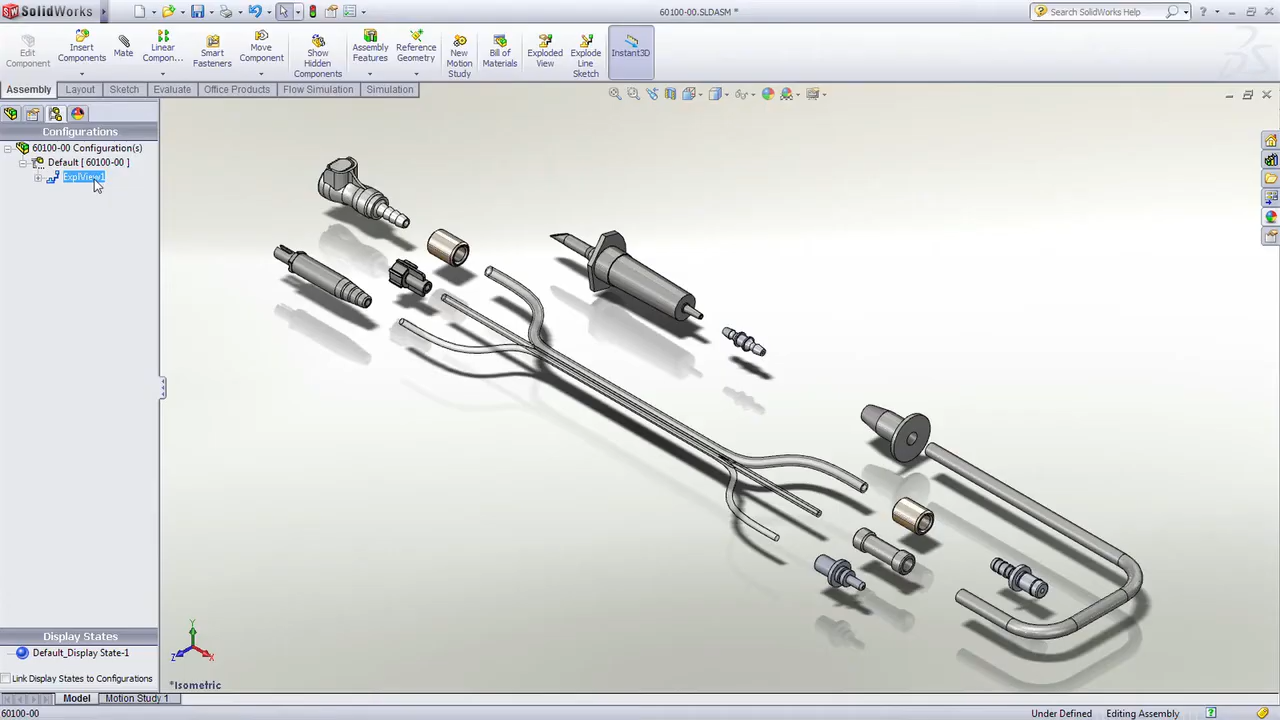 SolidWorks
60100-00.SLDASM *
Search SolidWorks Help
Edit Component
Insert Components
Mate
Linear Compon...
Smart Fasteners
Move Component
Show Hidden Components
Assembly Features
Reference Geometry
New Motion Study
Bill of Materials
Exploded View
Explode Line Sketch
Instant3D
Assembly
Layout
Sketch
Evaluate
Office Products
Flow Simulation
Simulation
Configurations
60100-00 Configuration(s)
Default [ 60100-00 ]
ExplView1
Display States
Default_Display State-1
Link Display States to Configurations
Y
Z
X
*Isometric
Model
Motion Study 1
60100-00
Under Defined
Editing Assembly